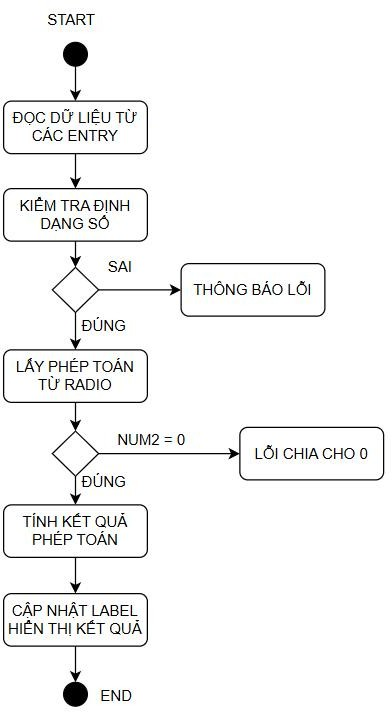 START
ĐỌC DỮ LIỆU TỪ
CÁC ENTRY
KIỂM TRA ĐỊNH
DẠNG SỐ
SAI
THÔNG BÁO LỖI
ĐÚNG
LẤY PHÉP TOÁN
TỪ RADIO
NUM2 = 0
LỖI CHIA CHO 0
ĐÚNG
TÍNH KẾT QUẢ
PHÉP TOÁN
CẬP NHẬT LABEL
HIỂN THỊ KẾT QUẢ
END